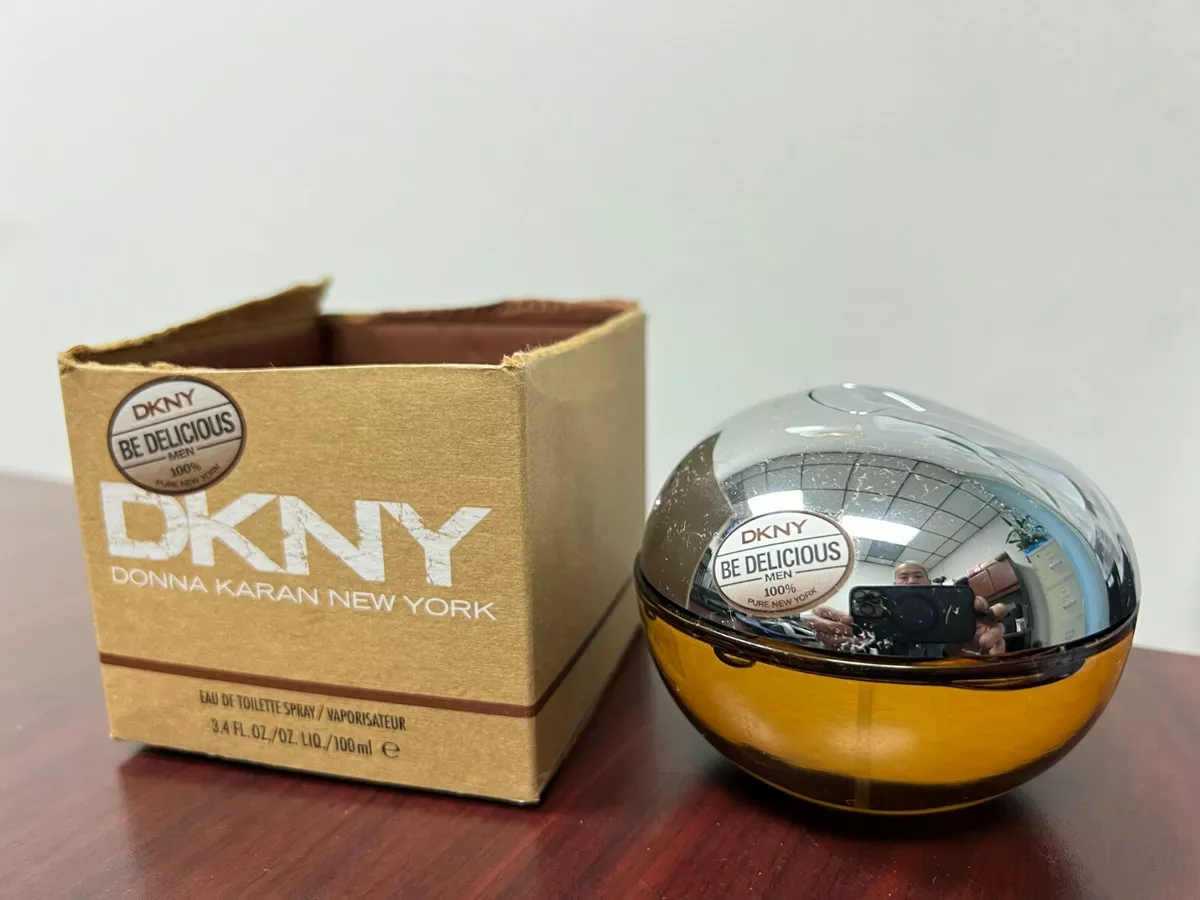 DKNY
BE DELICIOUS
MEN
100%
PURE NEW YORK
DKNY
DONNA KARAN NEW YORK
EAU DE TOILETTE SPRAY / VAPORISATEUR
3.4 FL. OZ./OZ. LIQ./100 ml ℮
DKNY
BE DELICIOUS
MEN
100%
PURE NEW YORK